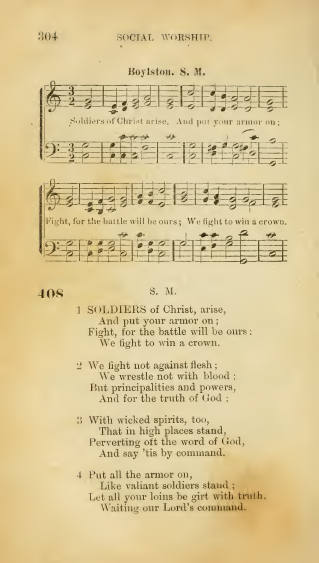 304 SOCIAL WORSHIP.
Boylston. S. M.
Soldiers of Christ arise, And put your armor on;
Fight, for the battle will be ours; We fight to win a crown.
408 S. M.
1 SOLDIERS of Christ, arise,
And put your armor on;
Fight, for the battle will be ours:
We fight to win a crown.
2 We fight not against flesh;
We wrestle not with blood;
But principalities and powers,
And for the truth of God;
3 With wicked spirits, too,
That in high places stand,
Perverting oft the word of God,
And say 'tis by command.
4 Put all the armor on,
Like valiant soldiers stand;
Let all your loins be girt with truth,
Waiting our Lord's command.